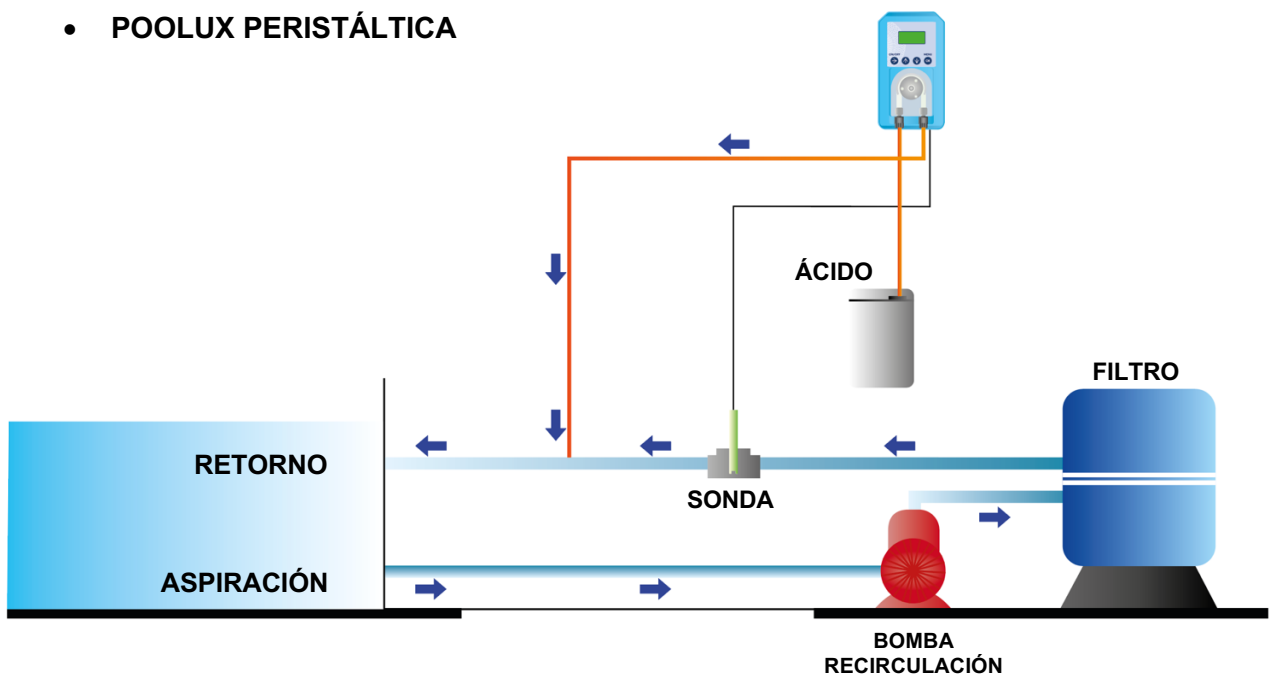 • POOLUX PERISTÁLTICA
ÁCIDO
FILTRO
RETORNO
SONDA
ASPIRACIÓN
BOMBA
RECIRCULACIÓN